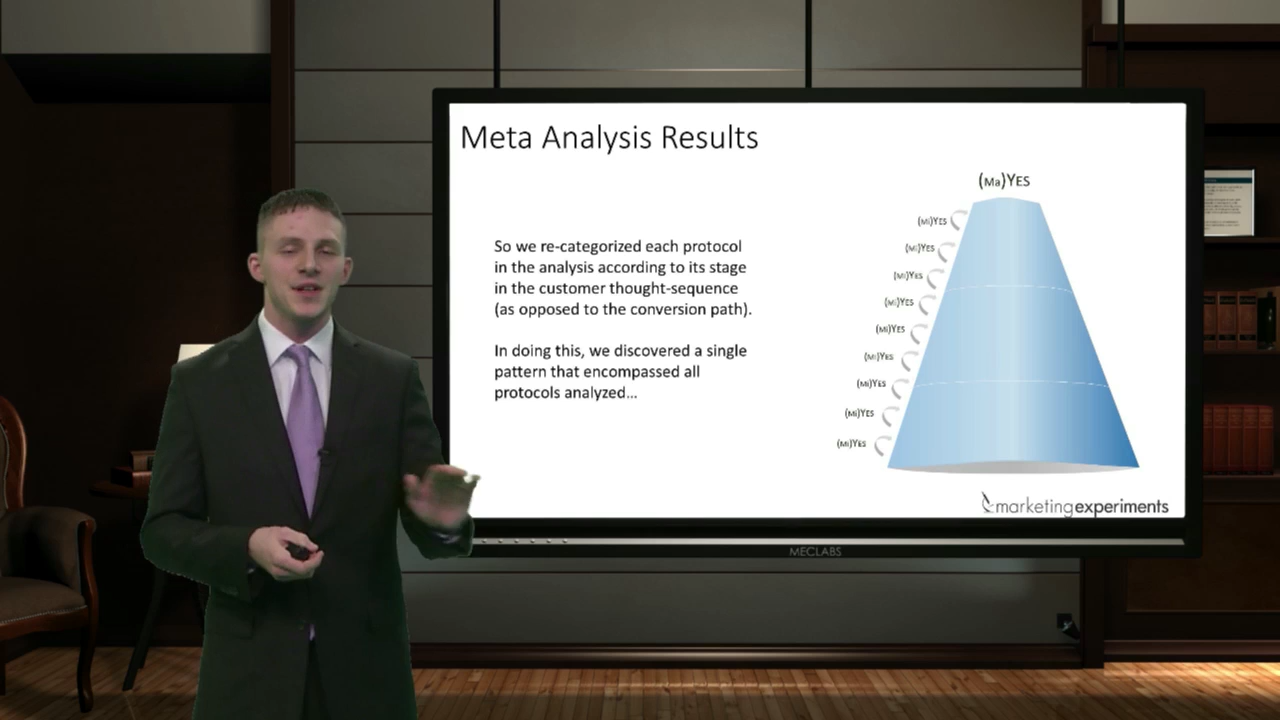 Meta Analysis Results
So we re-categorized each protocol
in the analysis according to its stage
in the customer thought-sequence
(as opposed to the conversion path).
In doing this, we discovered a single
pattern that encompassed all
protocols analyzed…
(Ma)YES
(Mi)YES
(Mi)YES
(Mi)YES
(Mi)YES
(Mi)YES
(Mi)YES
(Mi)YES
(Mi)YES
(Mi)YES
marketingexperiments
MECLABS